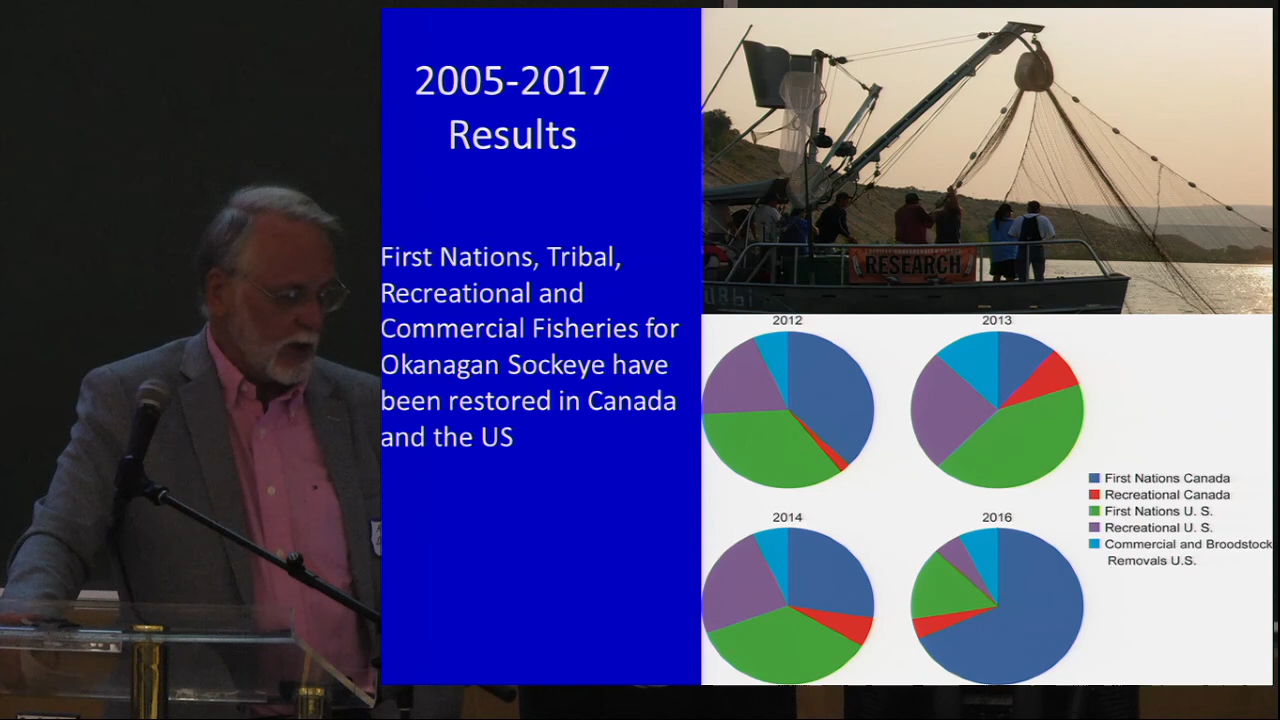 2005-2017
Results
First Nations, Tribal,
Recreational and
Commercial Fisheries for
Okanagan Sockeye have
been restored in Canada
and the US
RESEARCH
2012
2013
2014
2016
First Nations Canada
Recreational Canada
First Nations U. S.
Recreational U. S.
Commercial and Broodstock
Removals U.S.